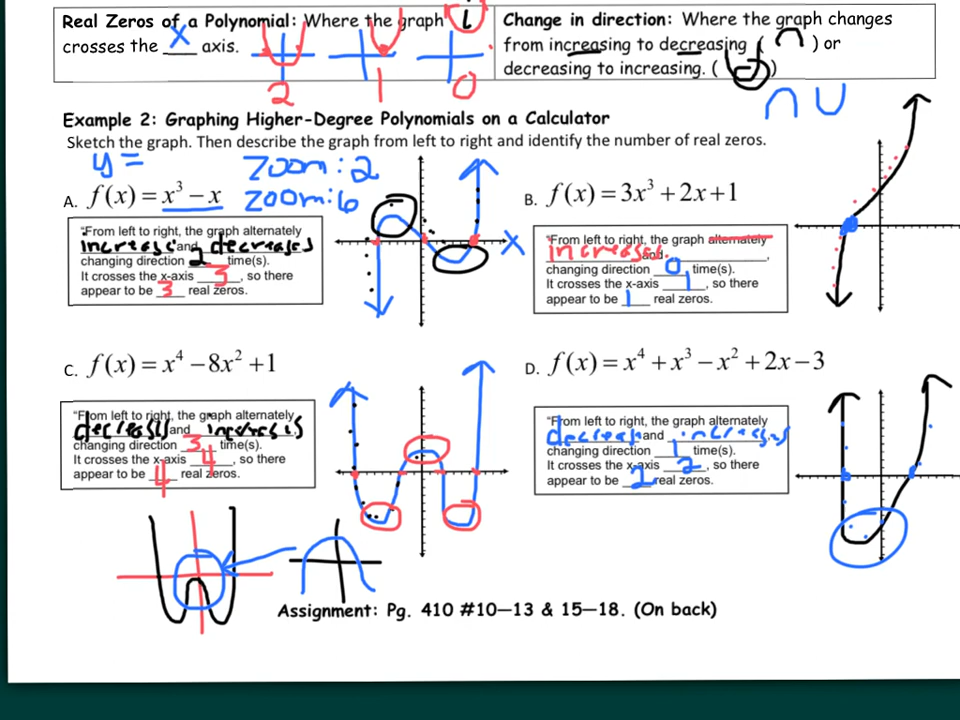 Real Zeros of a Polynomial: Where the graph
crosses the x axis.
2 1 0
Change in direction: Where the graph changes
from increasing to decreasing ( ∩ ) or
decreasing to increasing. ( )
∩ U
Example 2: Graphing Higher-Degree Polynomials on a Calculator
Sketch the graph. Then describe the graph from left to right and identify the number of real zeros.
y =
Zoom: 2
Zoom: 6
A. f(x) = x³ − x
"From left to right, the graph alternately
increases and decreases
changing direction 2 time(s).
It crosses the x-axis 3, so there
appear to be 3 real zeros.
X
B. f(x) = 3x³ + 2x + 1
"From left to right, the graph alternately
increases. and ,
changing direction 0 time(s).
It crosses the x-axis 1, so there
appear to be 1 real zeros.
C. f(x) = x⁴ − 8x² + 1
"From left to right, the graph alternately
decreases and increases
changing direction 3 time(s).
It crosses the x-axis 4, so there
appear to be 4 real zeros.
D. f(x) = x⁴ + x³ − x² + 2x − 3
"From left to right, the graph alternately
decreases and increases
changing direction 1 time(s).
It crosses the x-axis 2, so there
appear to be 2 real zeros.
Assignment: Pg. 410 #10–13 & 15–18. (On back)